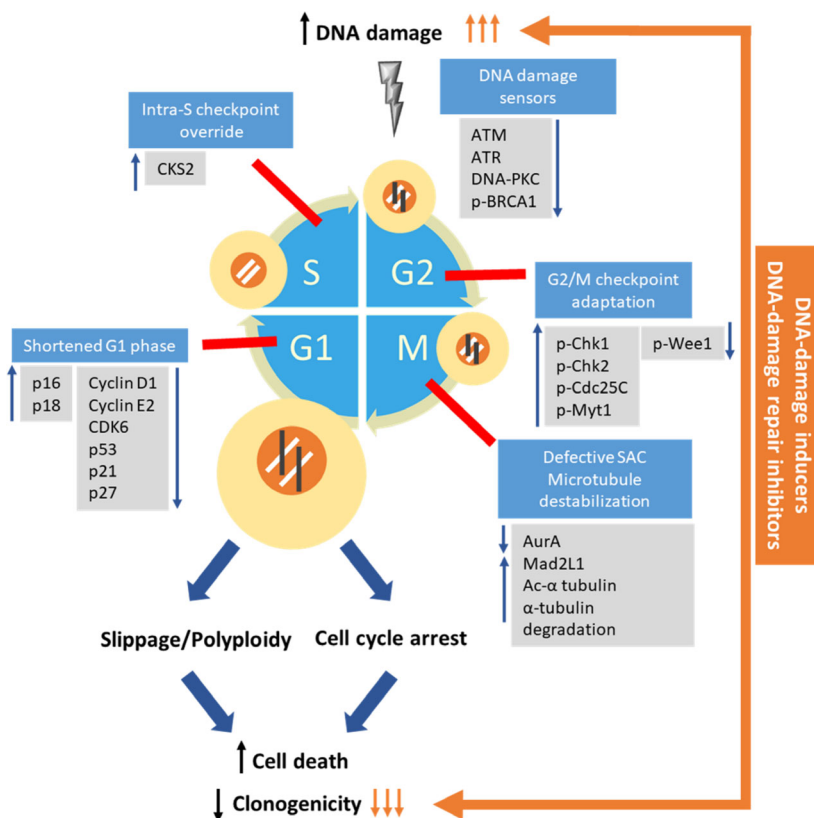 DNA damage
DNA damage
sensors
ATM
ATR
DNA-PKC
p-BRCA1
Intra-S checkpoint
override
CKS2
S
G2
G1
M
G2/M checkpoint
adaptation
p-Chk1
p-Chk2
p-Cdc25C
p-Myt1
p-Wee1
Shortened G1 phase
p16
p18
Cyclin D1
Cyclin E2
CDK6
p53
p21
p27
Defective SAC
Microtubule
destabilization
AurA
Mad2L1
Ac-α tubulin
α-tubulin
degradation
DNA-damage inducers
DNA-damage repair inhibitors
Slippage/Polyploidy
Cell cycle arrest
Cell death
Clonogenicity